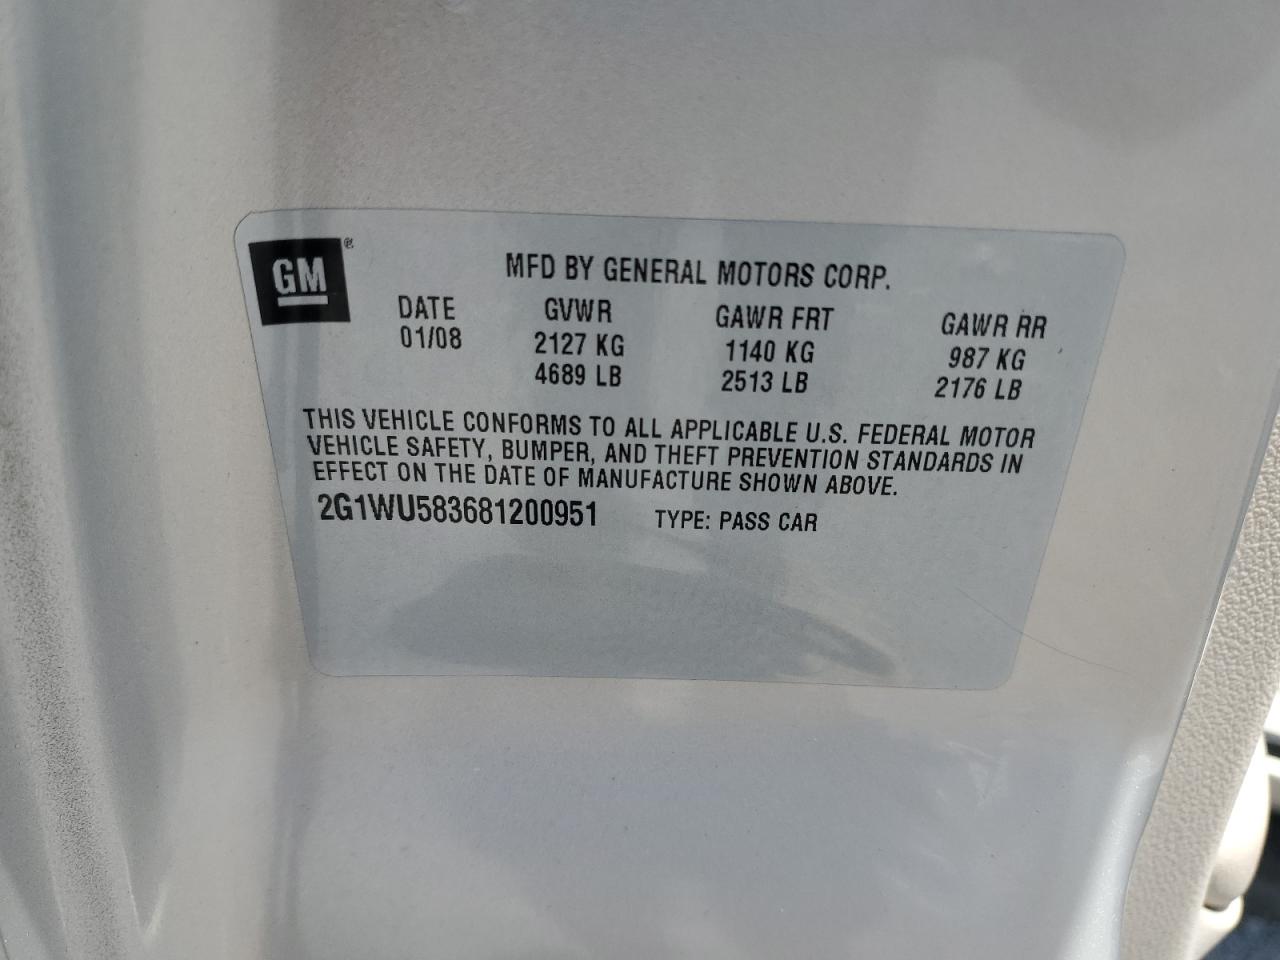 GM ®
MFD BY GENERAL MOTORS CORP.
DATE GVWR GAWR FRT GAWR RR
01/08 2127 KG 1140 KG 987 KG
4689 LB 2513 LB 2176 LB
THIS VEHICLE CONFORMS TO ALL APPLICABLE U.S. FEDERAL MOTOR
VEHICLE SAFETY, BUMPER, AND THEFT PREVENTION STANDARDS IN
EFFECT ON THE DATE OF MANUFACTURE SHOWN ABOVE.
2G1WU583681200951 TYPE: PASS CAR